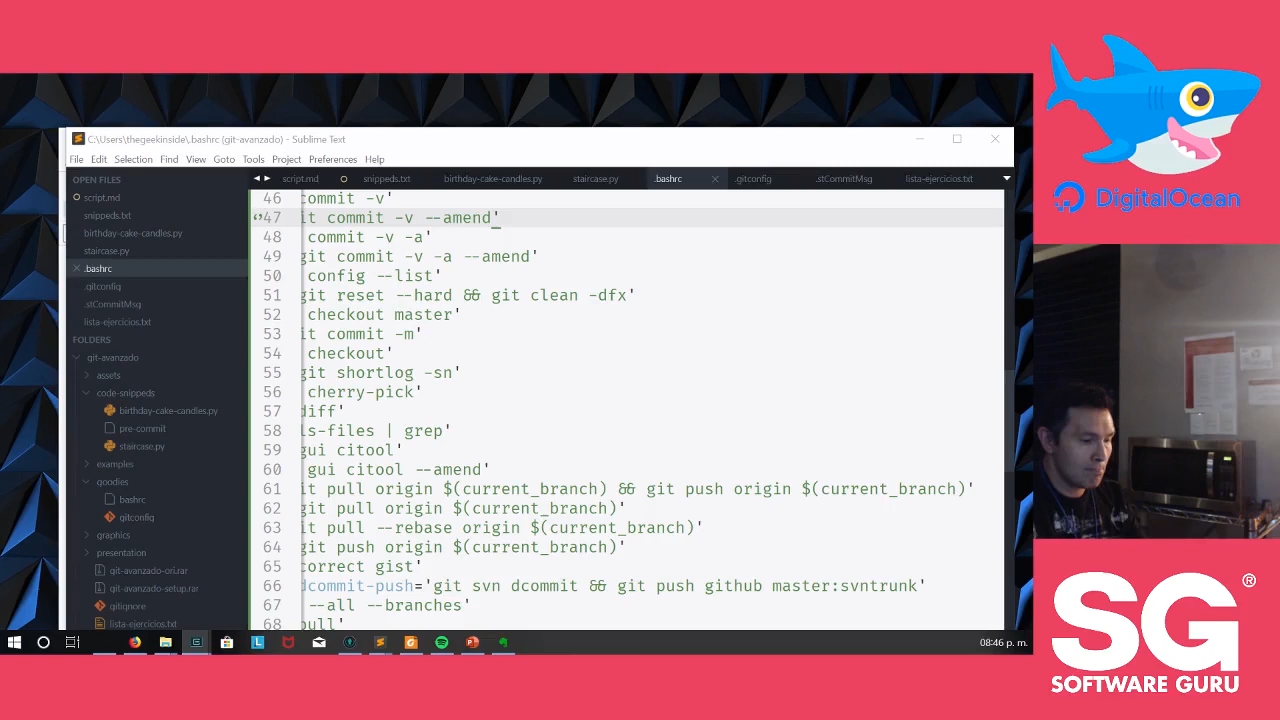 C:\Users\thegeekinside\.bashrc (git-avanzado) - Sublime Text
File Edit Selection Find View Goto Tools Project Preferences Help
OPEN FILES
script.md
snippeds.txt
birthday-cake-candles.py
staircase.py
.bashrc
.gitconfig
.stCommitMsg
lista-ejercicios.txt
FOLDERS
git-avanzado
assets
code-snippeds
birthday-cake-candles.py
pre-commit
staircase.py
examples
goodies
bashrc
gitconfig
graphics
presentation
git-avanzado-ori.rar
git-avanzado-setup.rar
gitignore
lista-ejercicios.txt
script.md snippeds.txt birthday-cake-candles.py staircase.py .bashrc .gitconfig .stCommitMsg lista-ejercicios.txt
46 commit -v'
47 it commit -v --amend'
48 commit -v -a'
49 git commit -v -a --amend'
50 config --list'
51 git reset --hard && git clean -dfx'
52 checkout master'
53 it commit -m'
54 checkout'
55 git shortlog -sn'
56 cherry-pick'
57 diff'
58 ls-files | grep'
59 gui citool'
60 gui citool --amend'
61 it pull origin $(current_branch) && git push origin $(current_branch)'
62 git pull origin $(current_branch)'
63 it pull --rebase origin $(current_branch)'
64 git push origin $(current_branch)'
65 correct gist'
66 dcommit-push='git svn dcommit && git push github master:svntrunk'
67 --all --branches'
68 pull'
08:46 p. m.
DigitalOcean
SG®
SOFTWARE GURU